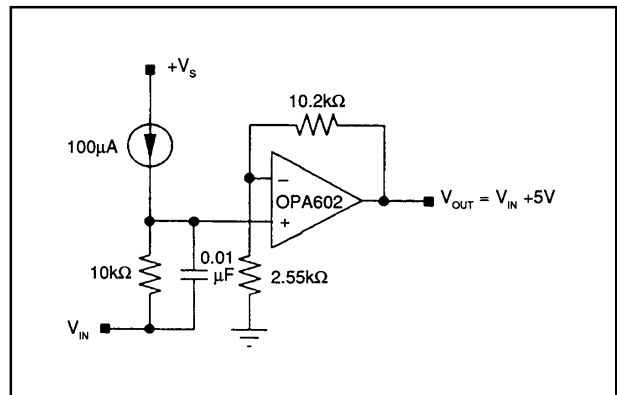 +Vs
10.2kΩ
100µA
−
OPA602
+
VOUT = VIN +5V
0.01
µF
10kΩ
2.55kΩ
VIN